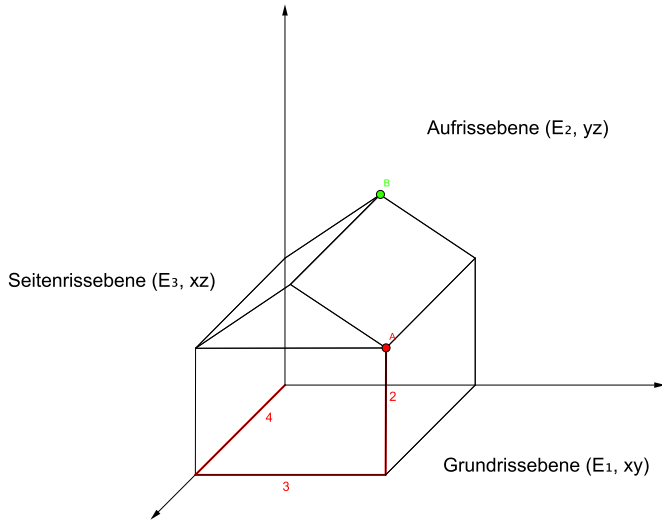 Aufrissebene (E₂, yz)
B
Seitenrissebene (E₃, xz)
A
2
4
Grundrissebene (E₁, xy)
3